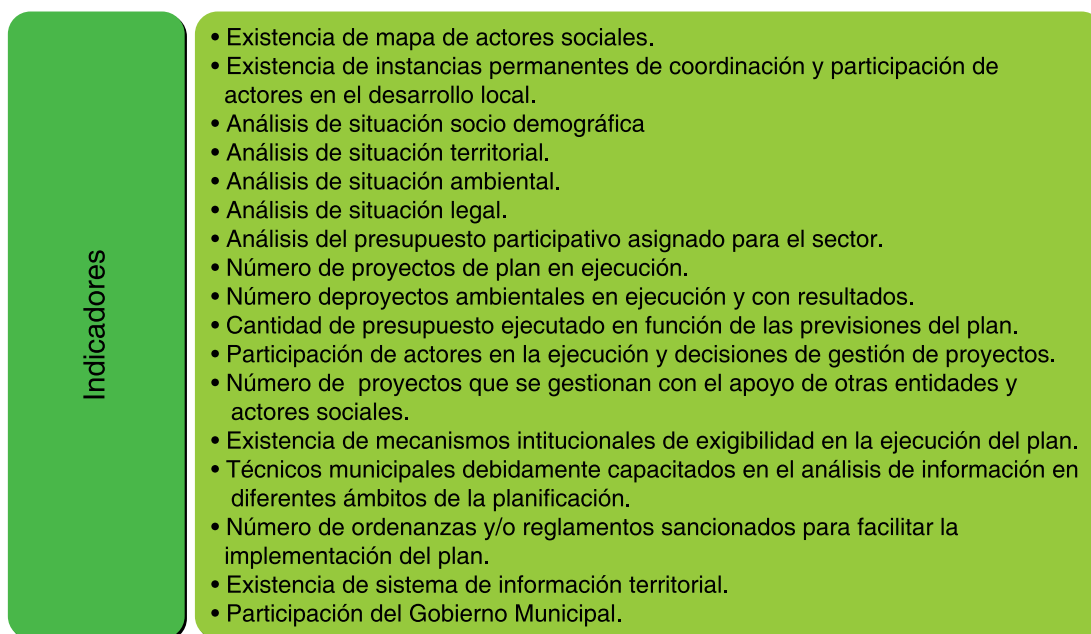 Indicadores
• Existencia de mapa de actores sociales.
• Existencia de instancias permanentes de coordinación y participación de
actores en el desarrollo local.
• Análisis de situación socio demográfica
• Análisis de situación territorial.
• Análisis de situación ambiental.
• Análisis de situación legal.
• Análisis del presupuesto participativo asignado para el sector.
• Número de proyectos de plan en ejecución.
• Número deproyectos ambientales en ejecución y con resultados.
• Cantidad de presupuesto ejecutado en función de las previsiones del plan.
• Participación de actores en la ejecución y decisiones de gestión de proyectos.
• Número de proyectos que se gestionan con el apoyo de otras entidades y
actores sociales.
• Existencia de mecanismos intitucionales de exigibilidad en la ejecución del plan.
• Técnicos municipales debidamente capacitados en el análisis de información en
diferentes ámbitos de la planificación.
• Número de ordenanzas y/o reglamentos sancionados para facilitar la
implementación del plan.
• Existencia de sistema de información territorial.
• Participación del Gobierno Municipal.